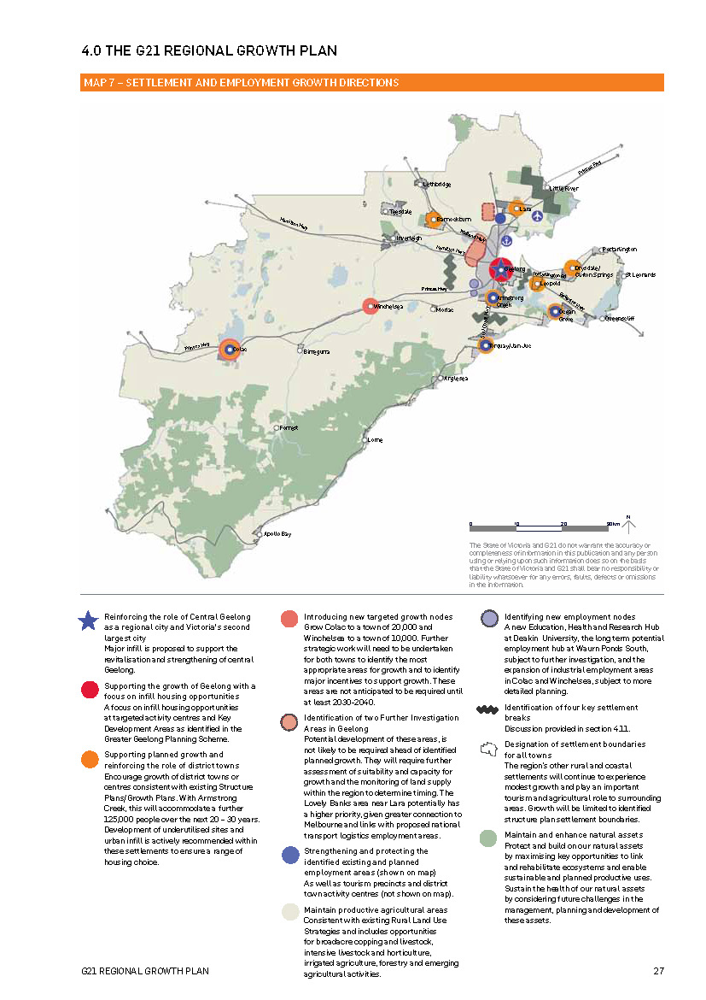 4.0 THE G21 REGIONAL GROWTH PLAN
MAP 7 – SETTLEMENT AND EMPLOYMENT GROWTH DIRECTIONS
Princes Fwy
Lethbridge
Little River
Teesdale
Lara
Bannockburn
Hamilton Hwy
Midland Hwy
Inverleigh
Hamilton Hwy
Portarlington
Geelong
Drysdale/
Clifton Springs
Portarlington Rd
St Leonards
Leopold
Princes Hwy
Armstrong
Creek
Bellarine Hwy
Winchelsea
Moriac
Ocean
Grove
Queenscliff
Surfcoast Hwy
Princes Hwy
Colac
Birregurra
Torquay/Jan Juc
Anglesea
Forrest
Lorne
Apollo Bay
0 10 20 30km
N
The State of Victoria and G21 do not warrant the accuracy or
completeness of information in this publication and any person
using or relying upon such information does so on the basis
that the State of Victoria and G21 shall bear no responsibility or
liability whatsoever for any errors, faults, defects or omissions
in the information.
Reinforcing the role of Central Geelong
as a regional city and Victoria's second
largest city
Major infill is proposed to support the
revitalisation and strengthening of central
Geelong.
Supporting the growth of Geelong with a
focus on infill housing opportunities
A focus on infill housing opportunities
at targeted activity centres and Key
Development Areas as identified in the
Greater Geelong Planning Scheme.
Supporting planned growth and
reinforcing the role of district towns
Encourage growth of district towns or
centres consistent with existing Structure
Plans/Growth Plans. With Armstrong
Creek, this will accommodate a further
125,000 people over the next 20 – 30 years.
Development of underutilised sites and
urban infill is actively recommended within
these settlements to ensure a range of
housing choice.
Introducing new targeted growth nodes
Grow Colac to a town of 20,000 and
Winchelsea to a town of 10,000. Further
strategic work will need to be undertaken
for both towns to identify the most
appropriate areas for growth and to identify
major incentives to support growth. These
areas are not anticipated to be required until
at least 2030-2040.
Identification of two Further Investigation
Areas in Geelong
Potential development of these areas, is
not likely to be required ahead of identified
planned growth. They will require further
assessment of suitability and capacity for
growth and the monitoring of land supply
within the region to determine timing. The
Lovely Banks area near Lara potentially has
a higher priority, given greater connection to
Melbourne and links with proposed national
transport logistics employment areas.
Strengthening and protecting the
identified existing and planned
employment areas (shown on map)
As well as tourism precincts and district
town activity centres (not shown on map).
Maintain productive agricultural areas
Consistent with existing Rural Land Use
Strategies and includes opportunities
for broadacre copping and livestock,
intensive livestock and horticulture,
irrigated agriculture, forestry and emerging
agricultural activities.
Identifying new employment nodes
A new Education, Health and Research Hub
at Deakin University, the long term potential
employment hub at Waurn Ponds South,
subject to further investigation, and the
expansion of industrial employment areas
in Colac and Winchelsea, subject to more
detailed planning.
Identification of four key settlement
breaks
Discussion provided in section 4.11.
Designation of settlement boundaries
for all towns
The region's other rural and coastal
settlements will continue to experience
modest growth and play an important
tourism and agricultural role to surrounding
areas. Growth will be limited to identified
structure plan settlement boundaries.
Maintain and enhance natural assets
Protect and build on our natural assets
by maximising key opportunities to link
and rehabilitate ecosystems and enable
sustainable and planned productive uses.
Sustain the health of our natural assets
by considering future challenges in the
management, planning and development of
these assets.
G21 REGIONAL GROWTH PLAN
27